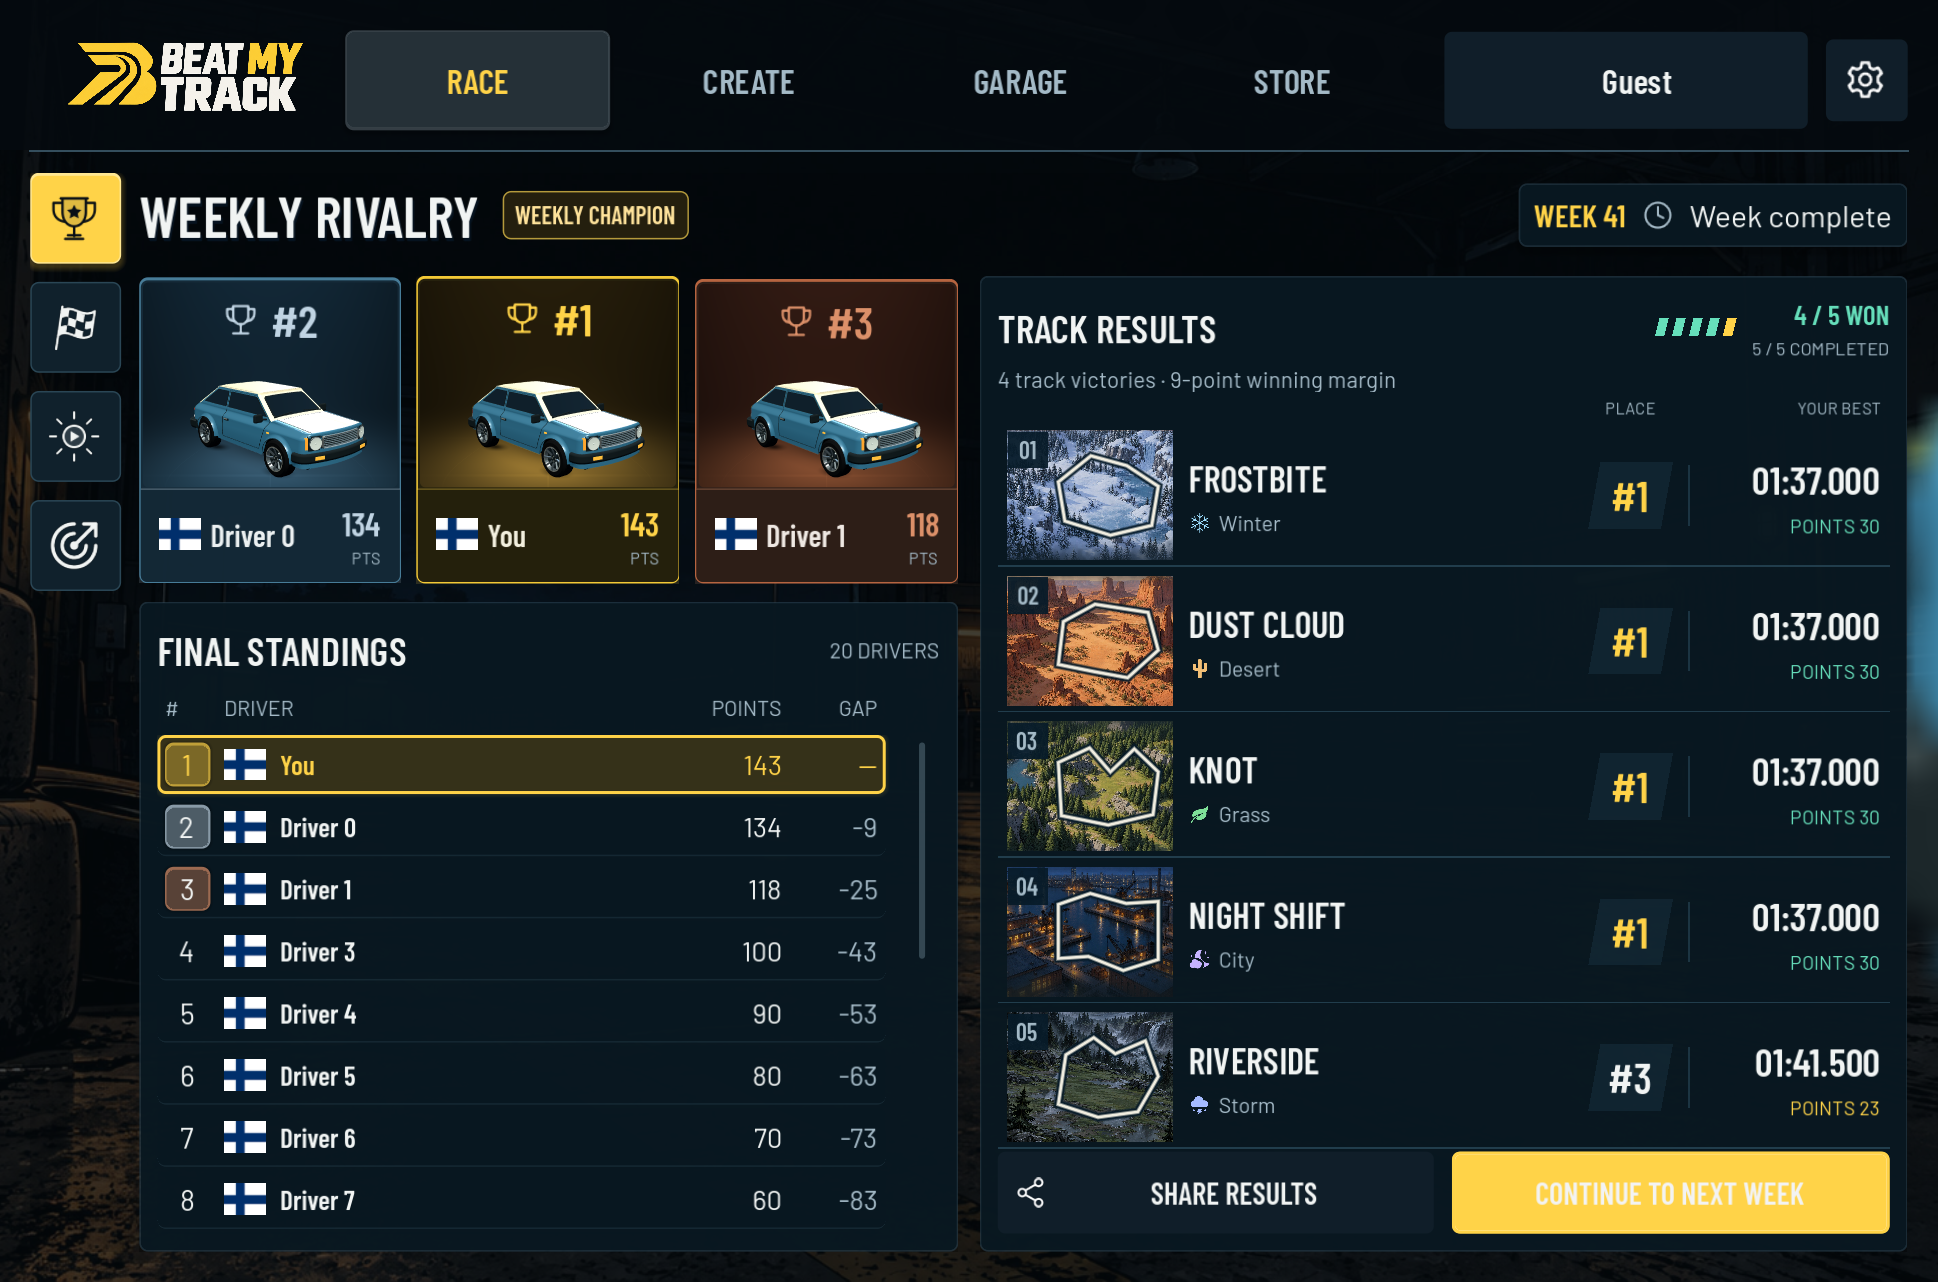 BEAT MY
TRACK
RACE
CREATE
GARAGE
STORE
Guest
WEEKLY RIVALRY
WEEKLY CHAMPION
WEEK 41
Week complete
#2
Driver 0
134
PTS
#1
You
143
PTS
#3
Driver 1
118
PTS
FINAL STANDINGS
20 DRIVERS
# DRIVER POINTS GAP
1 You 143 –
2 Driver 0 134 -9
3 Driver 1 118 -25
4 Driver 3 100 -43
5 Driver 4 90 -53
6 Driver 5 80 -63
7 Driver 6 70 -73
8 Driver 7 60 -83
TRACK RESULTS
4 / 5 WON
5 / 5 COMPLETED
4 track victories · 9-point winning margin
PLACE YOUR BEST
01
FROSTBITE
Winter
#1
01:37.000
POINTS 30
02
DUST CLOUD
Desert
#1
01:37.000
POINTS 30
03
KNOT
Grass
#1
01:37.000
POINTS 30
04
NIGHT SHIFT
City
#1
01:37.000
POINTS 30
05
RIVERSIDE
Storm
#3
01:41.500
POINTS 23
SHARE RESULTS
CONTINUE TO NEXT WEEK